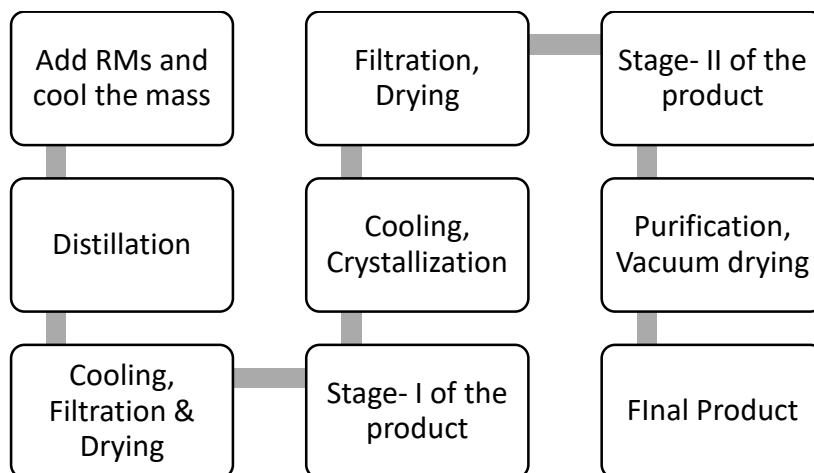 Add RMs and
cool the mass
Distillation
Cooling,
Filtration &
Drying
Stage- I of the
product
Cooling,
Crystallization
Filtration,
Drying
Stage- II of the
product
Purification,
Vacuum drying
FInal Product